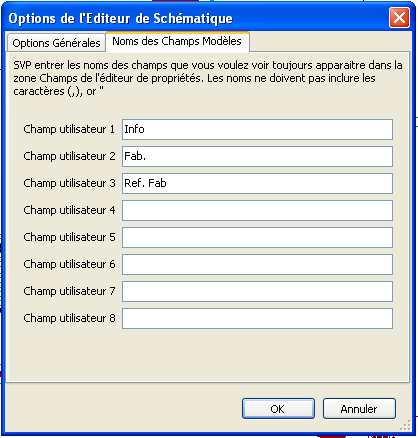 Options de l'Editeur de Schématique
Options Générales
Noms des Champs Modèles
SVP entrer les noms des champs que vous voulez voir toujours apparaitre dans la
zone Champs de l'éditeur de propriétés. Les noms ne doivent pas inclure les
caractères (,), or "
Champ utilisateur 1 Info
Champ utilisateur 2 Fab.
Champ utilisateur 3 Ref. Fab
Champ utilisateur 4
Champ utilisateur 5
Champ utilisateur 6
Champ utilisateur 7
Champ utilisateur 8
OK Annuler